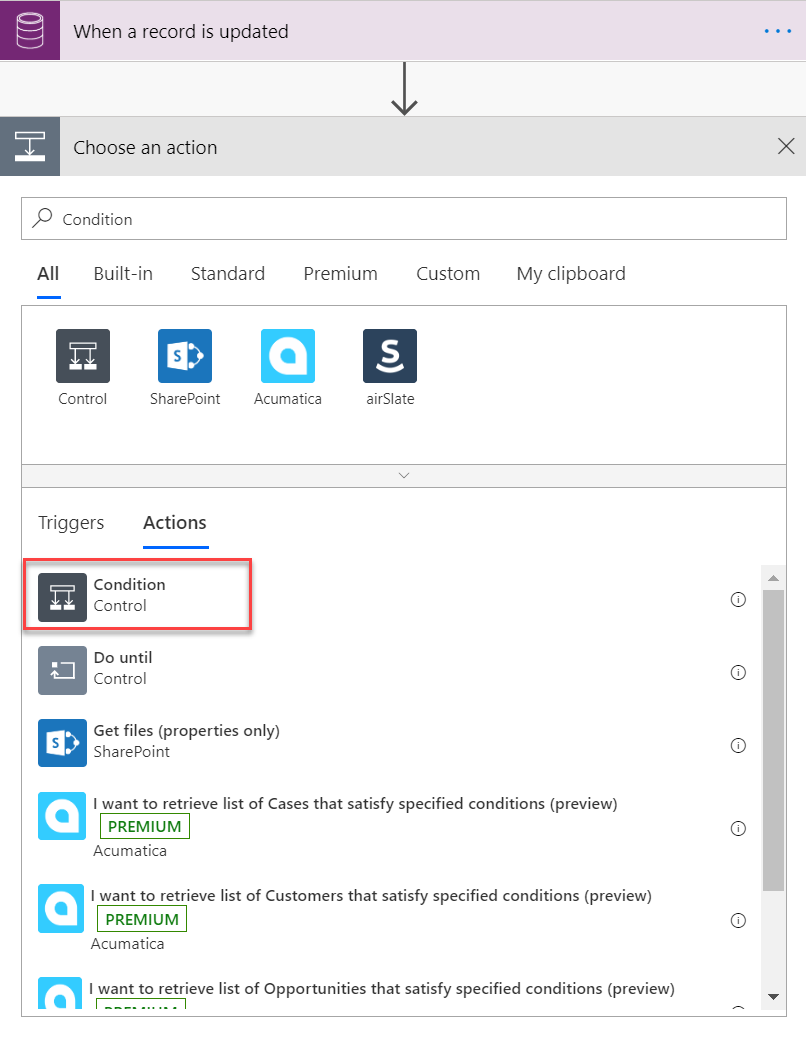 When a record is updated
Choose an action
Condition
All Built-in Standard Premium Custom My clipboard
Control SharePoint Acumatica airSlate
Triggers Actions
Condition
Control
Do until
Control
Get files (properties only)
SharePoint
I want to retrieve list of Cases that satisfy specified conditions (preview)
PREMIUM
Acumatica
I want to retrieve list of Customers that satisfy specified conditions (preview)
PREMIUM
Acumatica
I want to retrieve list of Opportunities that satisfy specified conditions (preview)
PREMIUM